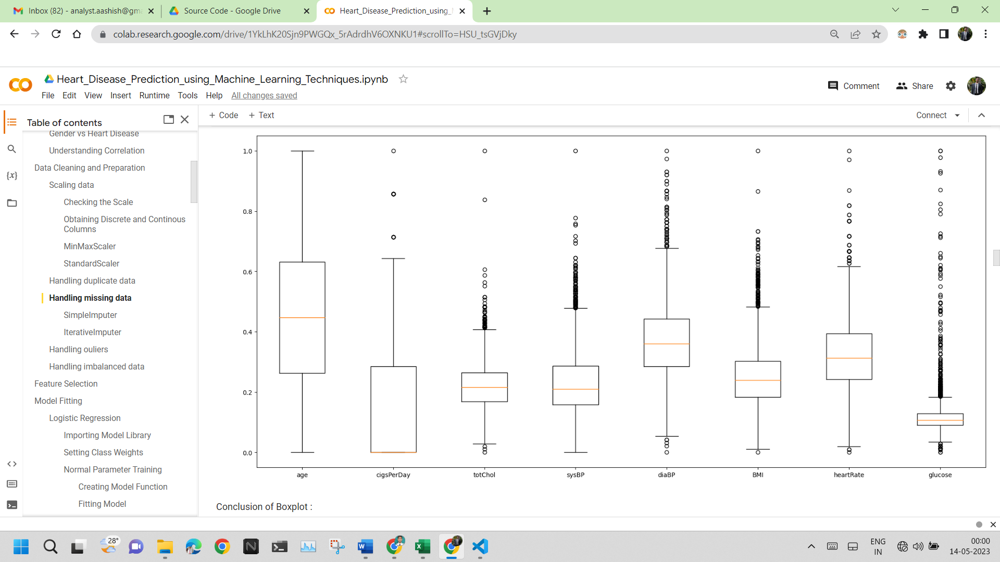 Inbox (82) - analyst.aashish@gm
Source Code - Google Drive
Heart_Disease_Prediction_using_
colab.research.google.com/drive/1YkLhK20Sjn9PWGQx_5rAdrdhV6OXNKU1#scrollTo=HSU_tsGVjDky
Heart_Disease_Prediction_using_Machine_Learning_Techniques.ipynb
File Edit View Insert Runtime Tools Help All changes saved
Comment Share
+ Code + Text
Connect
Table of contents
Gender vs Heart Disease
Understanding Correlation
Data Cleaning and Preparation
Scaling data
Checking the Scale
Obtaining Discrete and Continous
Columns
MinMaxScaler
StandardScaler
Handling duplicate data
Handling missing data
SimpleImputer
IterativeImputer
Handling ouliers
Handling imbalanced data
Feature Selection
Model Fitting
Logistic Regression
Importing Model Library
Setting Class Weights
Normal Parameter Training
Creating Model Function
Fitting Model
{x}
1.0
0.8
0.6
0.4
0.2
0.0
age cigsPerDay totChol sysBP diaBP BMI heartRate glucose
Conclusion of Boxplot :
28°
ENG
IN
00:00
14-05-2023